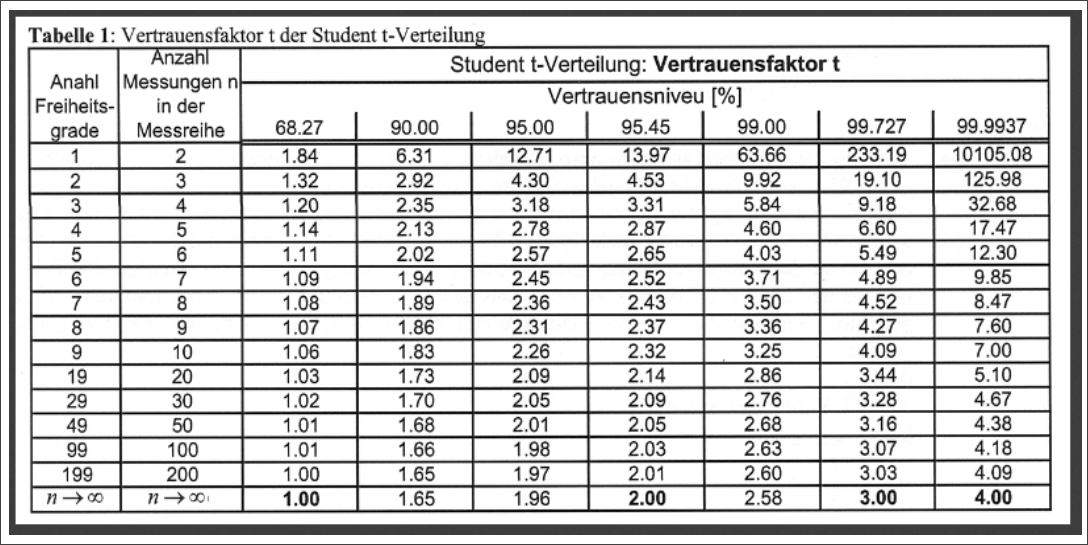 Tabelle 1: Vertrauensfaktor t der Student t-Verteilung
Anahl Freiheits-grade | Anzahl Messungen n in der Messreihe | Student t-Verteilung: Vertrauensfaktor t
Vertrauensniveu [%]
68.27 | 90.00 | 95.00 | 95.45 | 99.00 | 99.727 | 99.9937
1 | 2 | 1.84 | 6.31 | 12.71 | 13.97 | 63.66 | 233.19 | 10105.08
2 | 3 | 1.32 | 2.92 | 4.30 | 4.53 | 9.92 | 19.10 | 125.98
3 | 4 | 1.20 | 2.35 | 3.18 | 3.31 | 5.84 | 9.18 | 32.68
4 | 5 | 1.14 | 2.13 | 2.78 | 2.87 | 4.60 | 6.60 | 17.47
5 | 6 | 1.11 | 2.02 | 2.57 | 2.65 | 4.03 | 5.49 | 12.30
6 | 7 | 1.09 | 1.94 | 2.45 | 2.52 | 3.71 | 4.89 | 9.85
7 | 8 | 1.08 | 1.89 | 2.36 | 2.43 | 3.50 | 4.52 | 8.47
8 | 9 | 1.07 | 1.86 | 2.31 | 2.37 | 3.36 | 4.27 | 7.60
9 | 10 | 1.06 | 1.83 | 2.26 | 2.32 | 3.25 | 4.09 | 7.00
19 | 20 | 1.03 | 1.73 | 2.09 | 2.14 | 2.86 | 3.44 | 5.10
29 | 30 | 1.02 | 1.70 | 2.05 | 2.09 | 2.76 | 3.28 | 4.67
49 | 50 | 1.01 | 1.68 | 2.01 | 2.05 | 2.68 | 3.16 | 4.38
99 | 100 | 1.01 | 1.66 | 1.98 | 2.03 | 2.63 | 3.07 | 4.18
199 | 200 | 1.00 | 1.65 | 1.97 | 2.01 | 2.60 | 3.03 | 4.09
n→∞ | n→∞ | 1.00 | 1.65 | 1.96 | 2.00 | 2.58 | 3.00 | 4.00